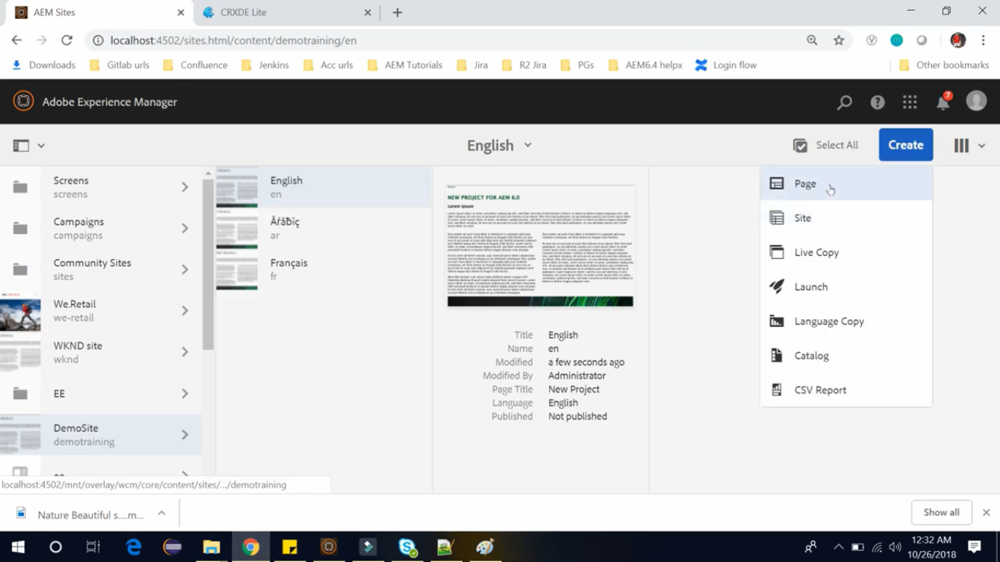 AEM Sites
CRXDE Lite
localhost:4502/sites.html/content/demotraining/en
Downloads
Gitlab urls
Confluence
Jenkins
Acc urls
AEM Tutorials
Jira
R2 Jira
PGs
AEM6.4 helpx
Login flow
Other bookmarks
Adobe Experience Manager
7
English
Select All
Create
Screens
screens
Campaigns
campaigns
Community Sites
sites
We.Retail
we-retail
WKND site
wknd
EE
DemoSite
demotraining
English
en
Åŕåƀîç
ar
Français
fr
NEW PROJECT FOR AEM 6.0
Lorem Ipsum
Title English
Name en
Modified a few seconds ago
Modified By Administrator
Page Title New Project
Language English
Published Not published
Page
Site
Live Copy
Launch
Language Copy
Catalog
CSV Report
localhost:4502/mnt/overlay/wcm/core/content/sites/.../demotraining
Nature Beautiful s....m...
Show all
12:32 AM
10/26/2018